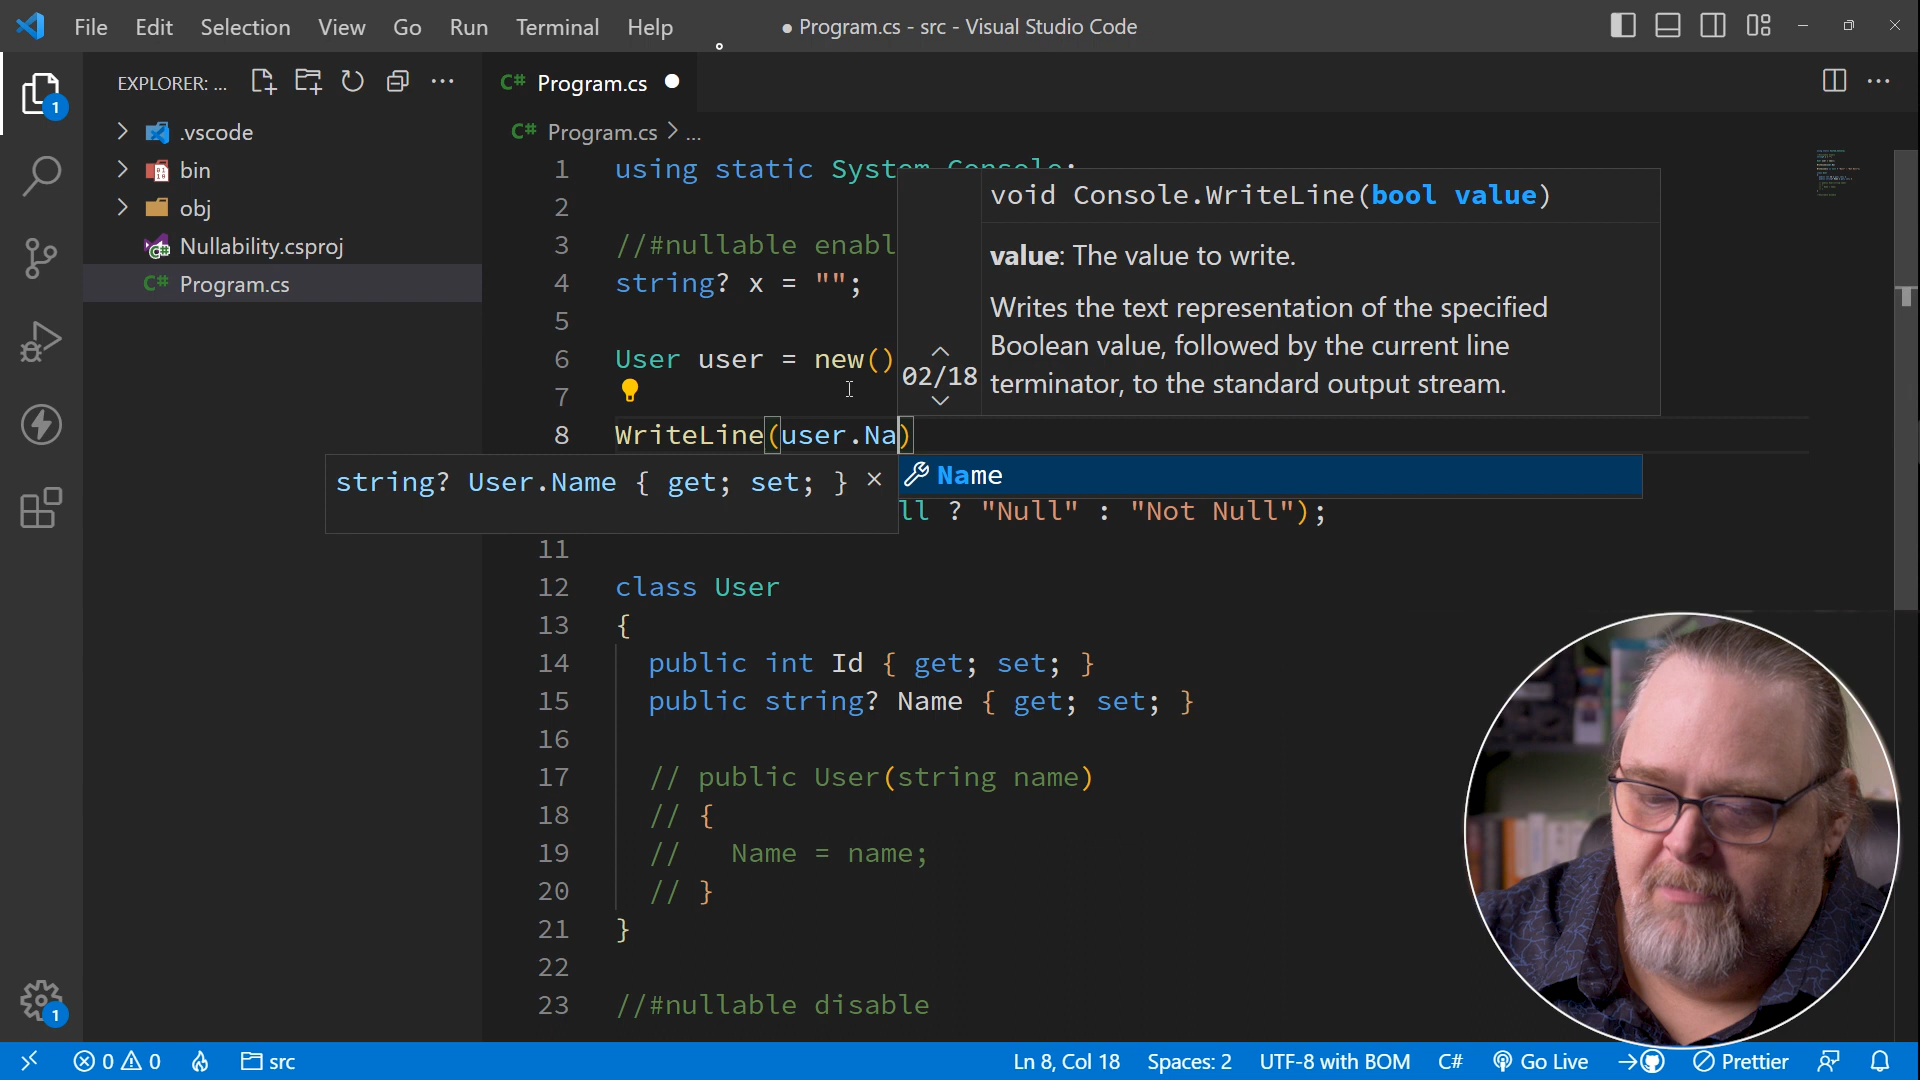 File Edit Selection View Go Run Terminal Help
● Program.cs - src - Visual Studio Code
EXPLORER: ...
.vscode
bin
obj
Nullability.csproj
C# Program.cs
1
C# Program.cs ●
C# Program.cs > ...
1 using static System.Console;
2
3 //#nullable enabl
4 string? x = "";
5
6 User user = new()
7
8 WriteLine(user.Na)
void Console.WriteLine(bool value)
value: The value to write.
Writes the text representation of the specified
Boolean value, followed by the current line
terminator, to the standard output stream.
02/18
string? User.Name { get; set; } ×
Name
ll ? "Null" : "Not Null");
11
12 class User
13 {
14 public int Id { get; set; }
15 public string? Name { get; set; }
16
17 // public User(string name)
18 // {
19 //   Name = name;
20 // }
21 }
22
23 //#nullable disable
1
0 0 src Ln 8, Col 18 Spaces: 2 UTF-8 with BOM C# Go Live Prettier